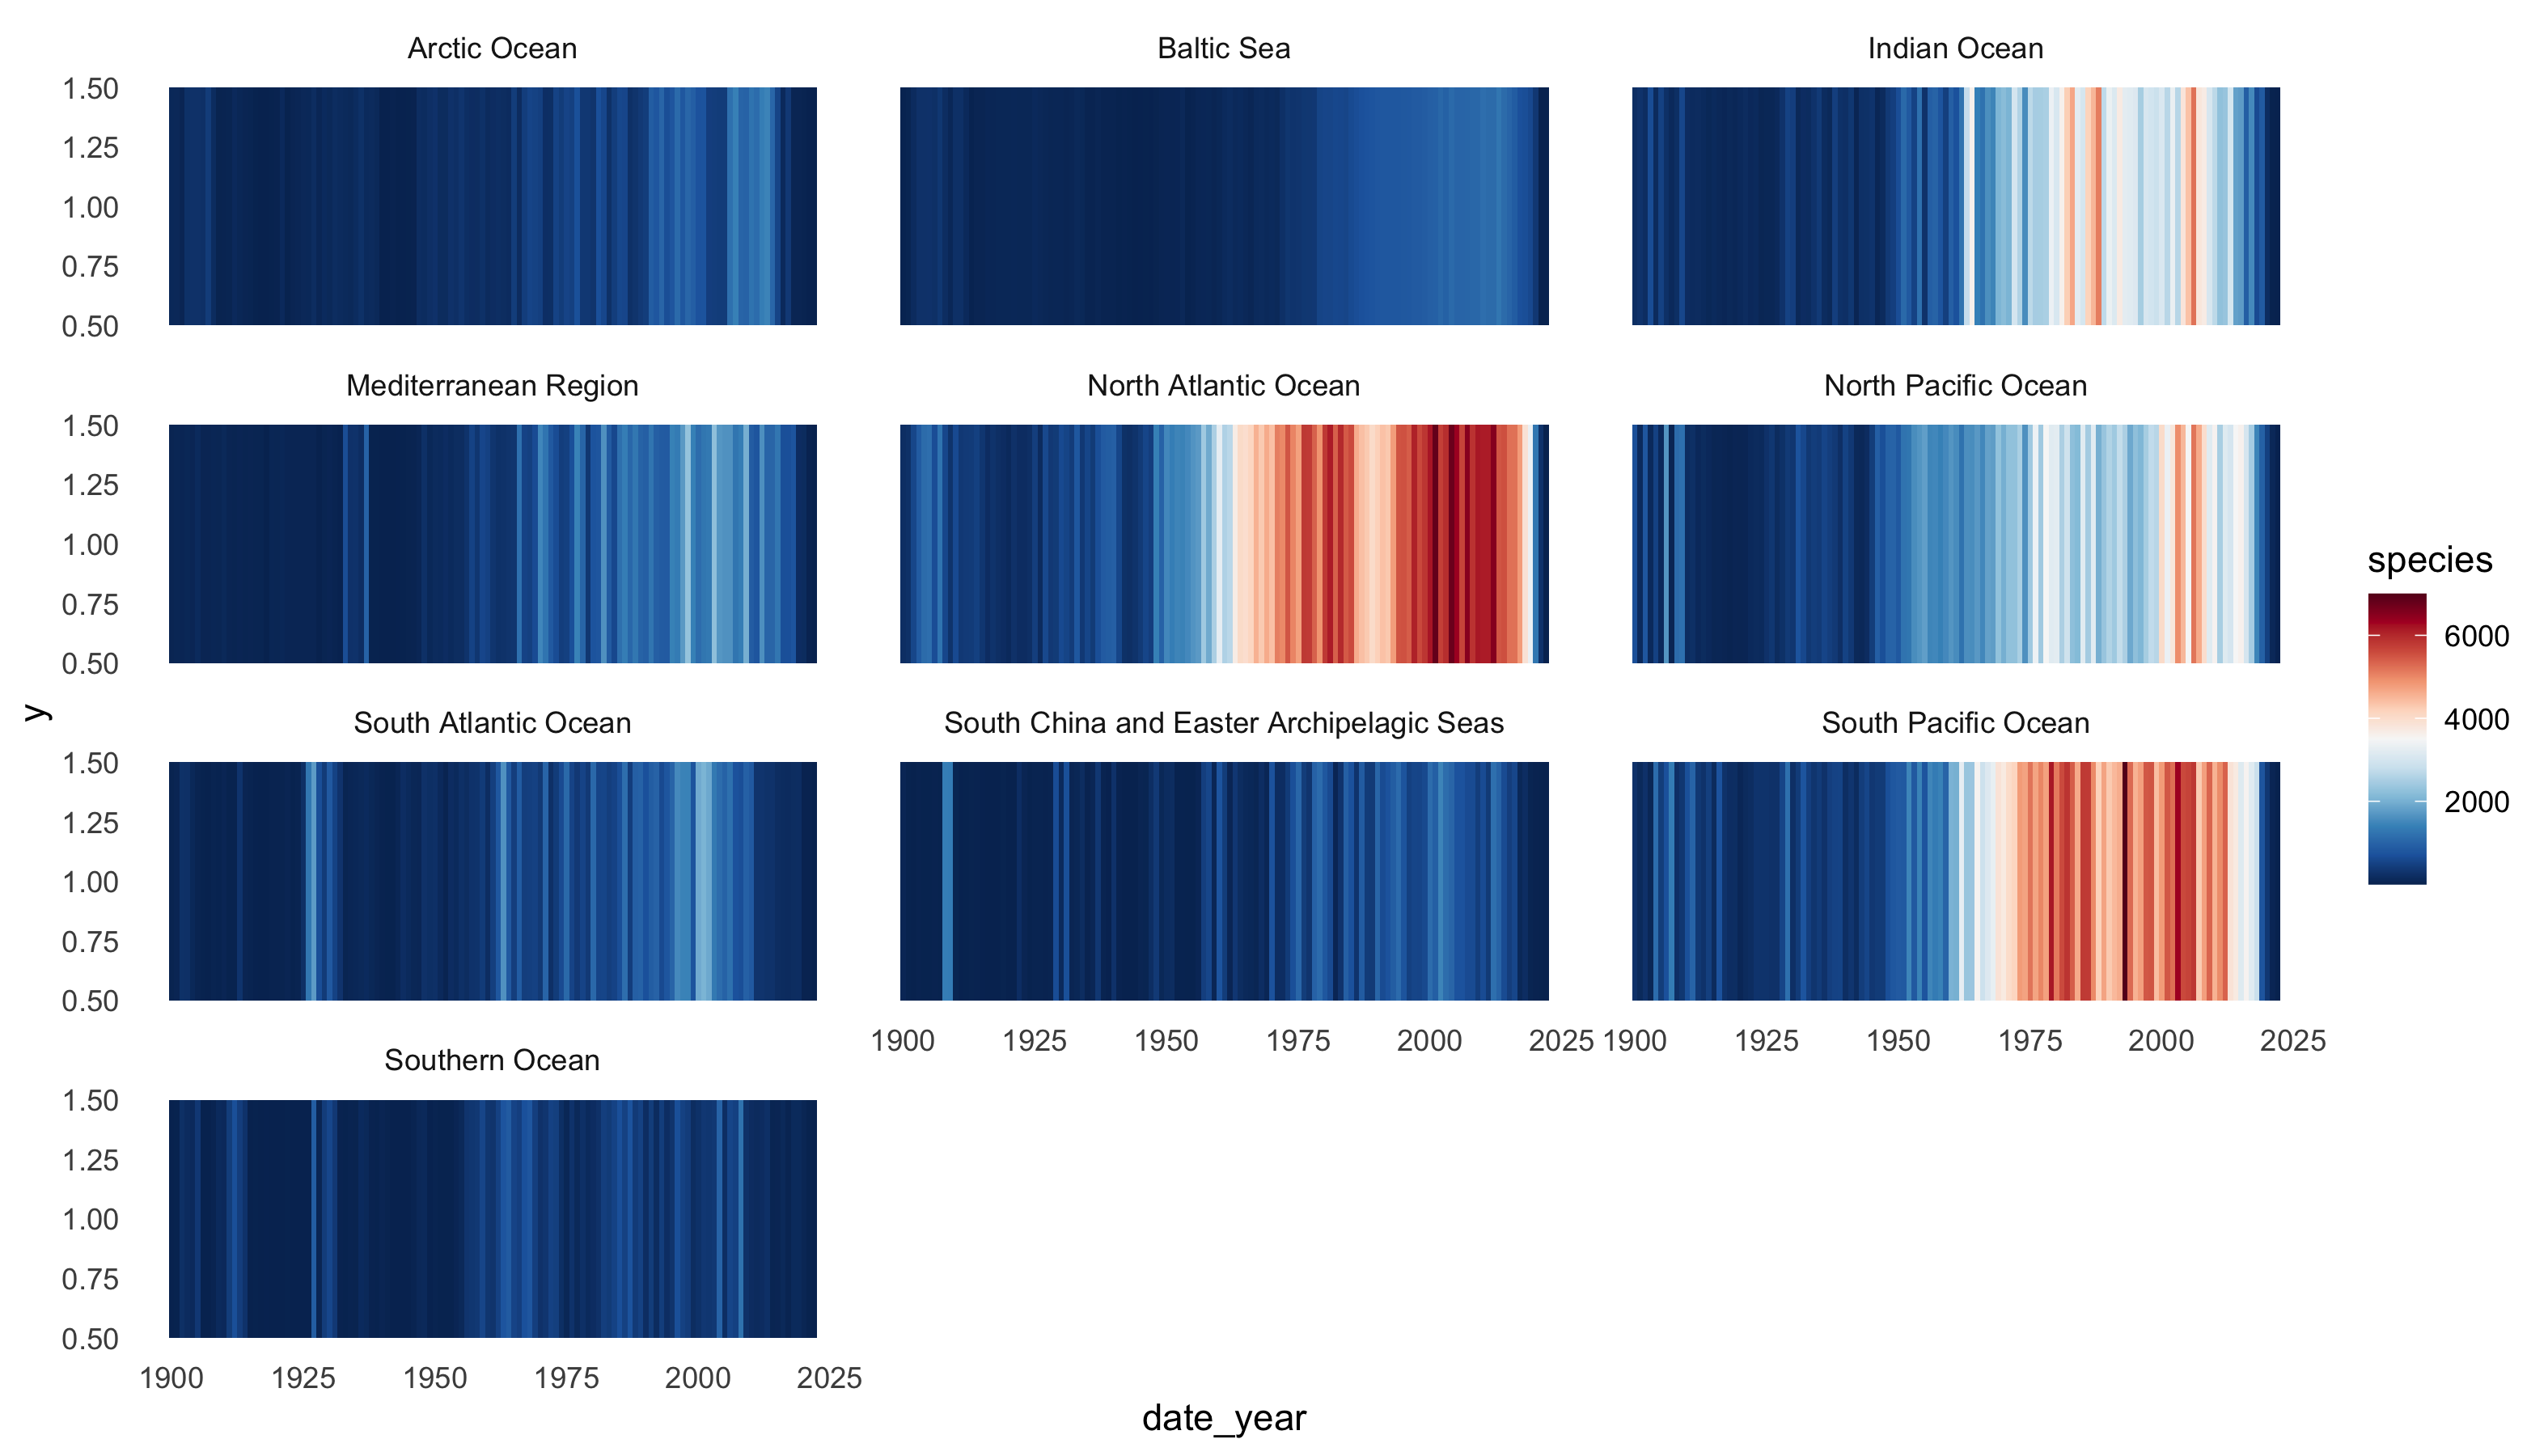 Arctic Ocean
Baltic Sea
Indian Ocean
1.50
1.25
1.00
0.75
0.50
Mediterranean Region
North Atlantic Ocean
North Pacific Ocean
1.50
1.25
1.00
0.75
0.50
South Atlantic Ocean
South China and Easter Archipelagic Seas
South Pacific Ocean
1.50
1.25
1.00
0.75
0.50
1900 1925 1950 1975 2000 2025
1900 1925 1950 1975 2000 2025
Southern Ocean
1.50
1.25
1.00
0.75
0.50
1900 1925 1950 1975 2000 2025
y
date_year
species
6000
4000
2000